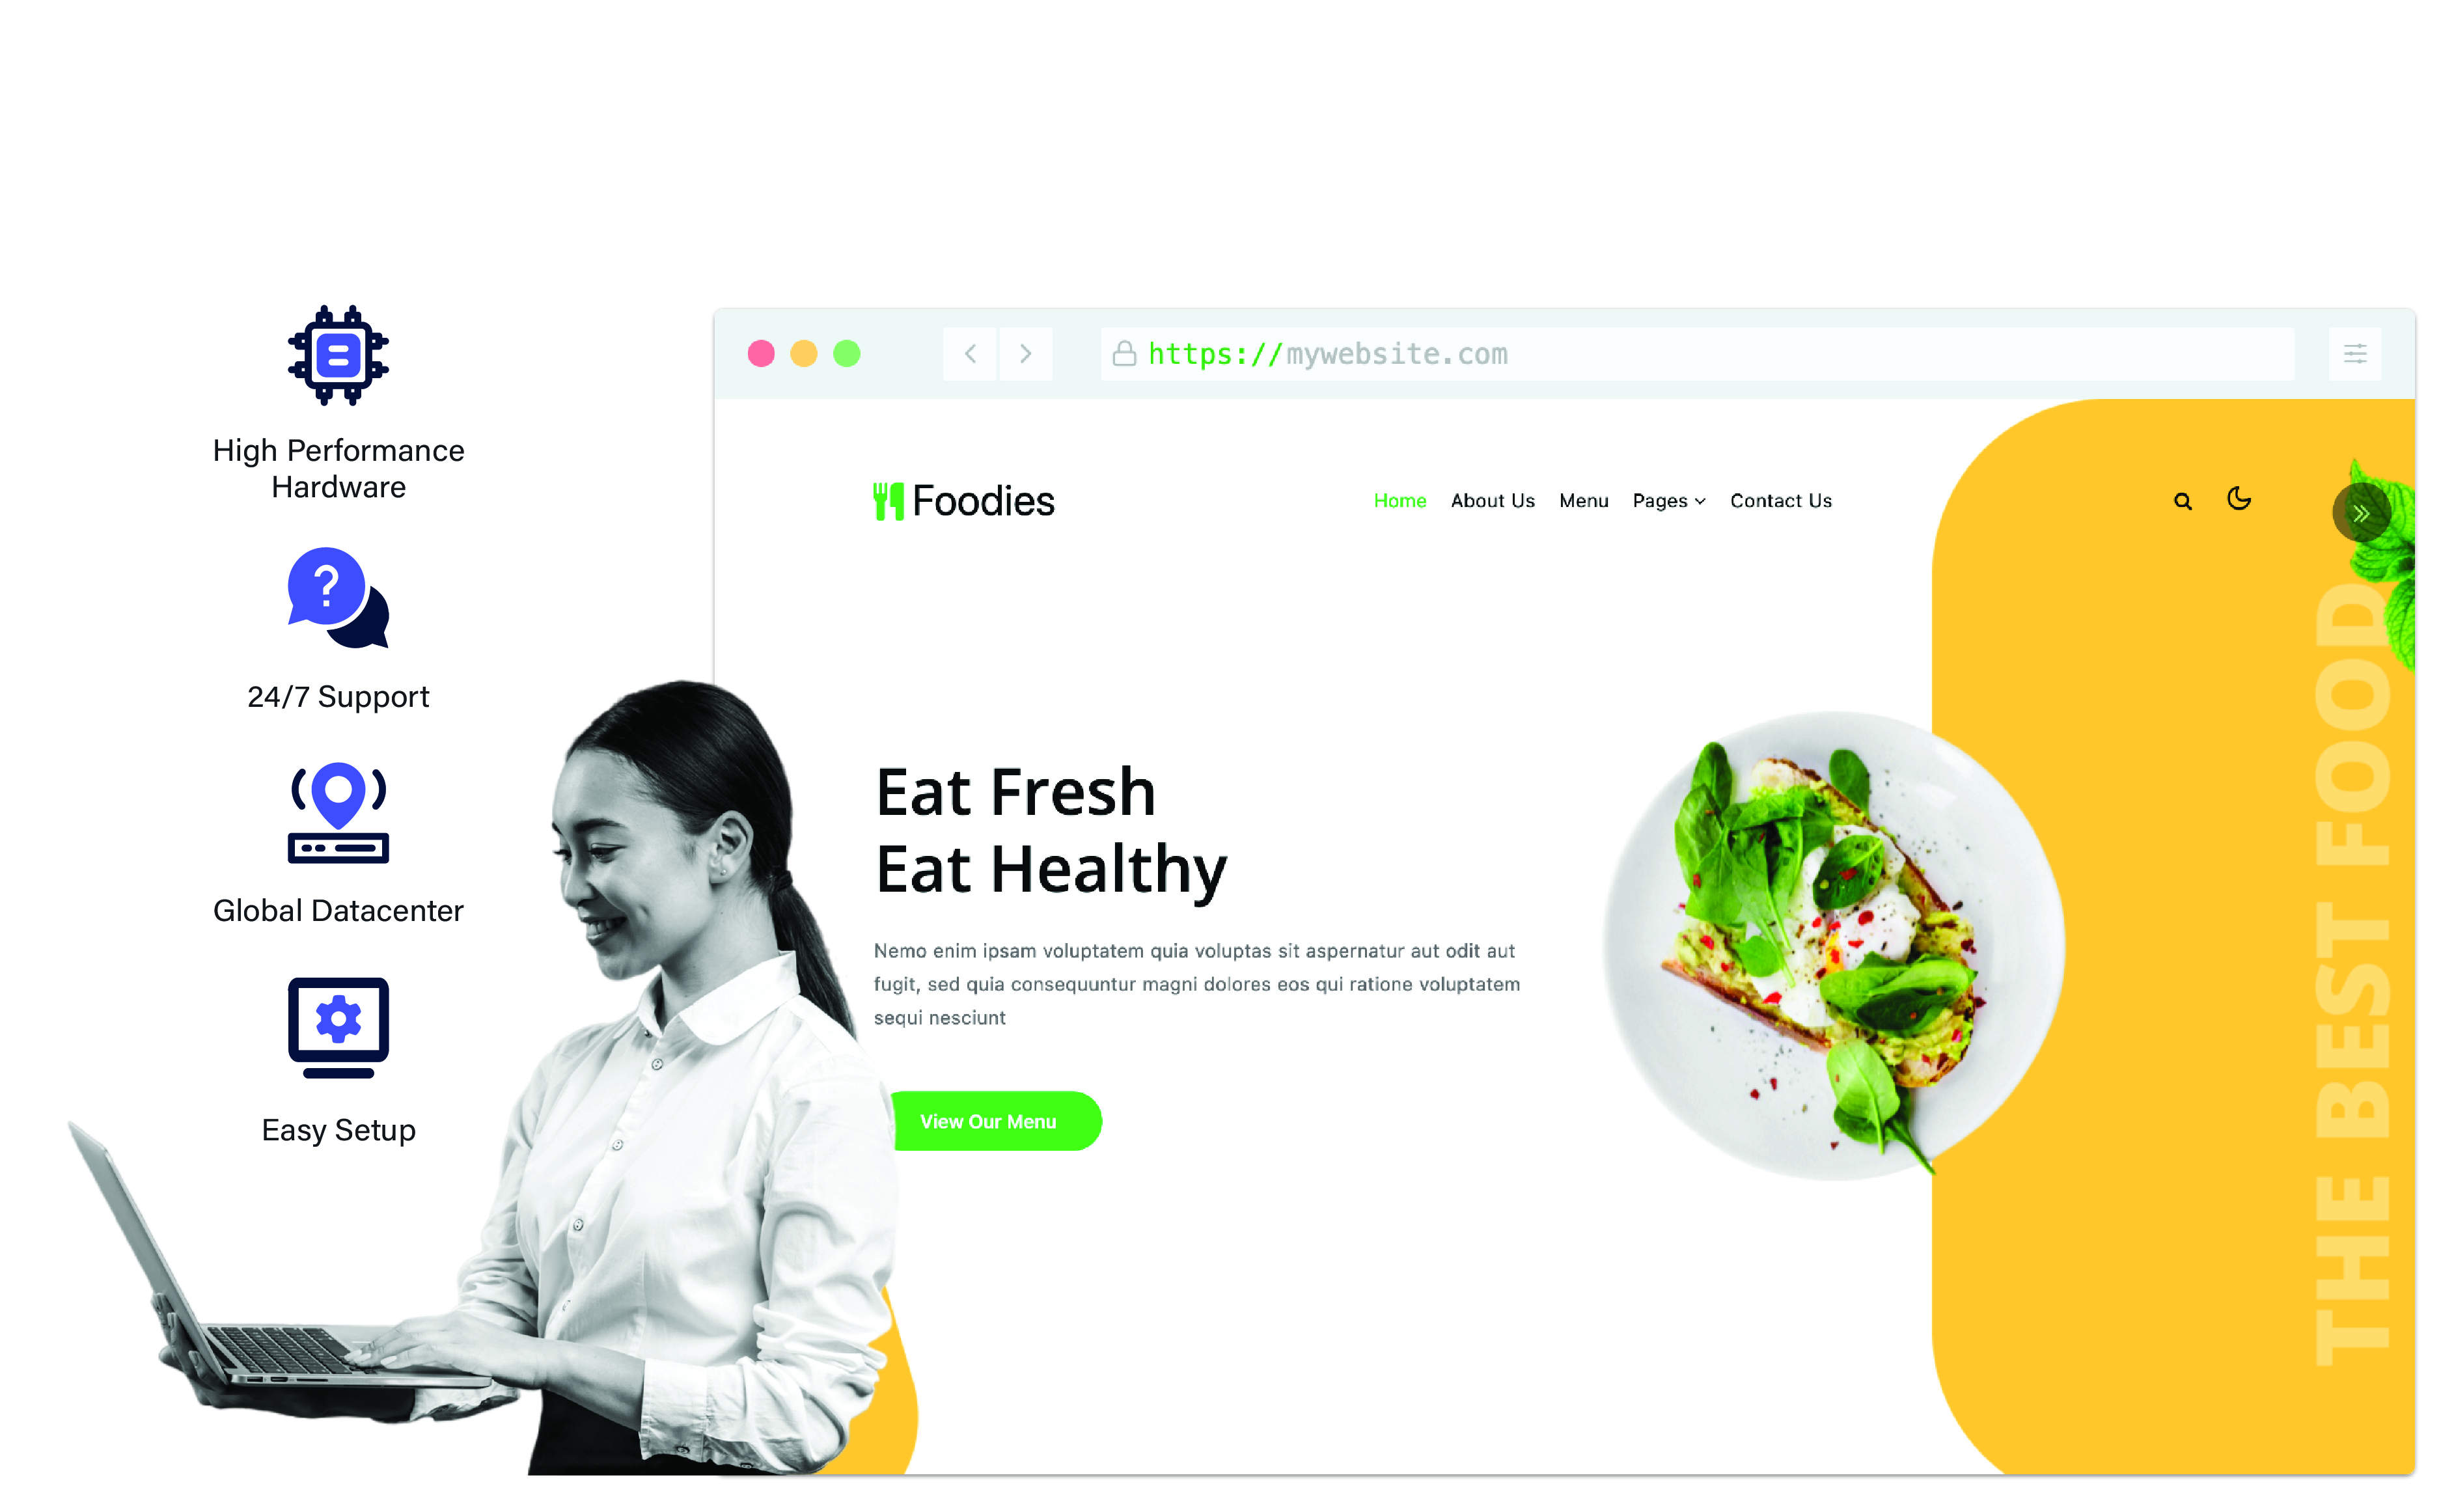 High Performance
Hardware
?
24/7 Support
Global Datacenter
Easy Setup
https://mywebsite.com
Foodies
Home About Us Menu Pages Contact Us
Eat Fresh
Eat Healthy
Nemo enim ipsam voluptatem quia voluptas sit aspernatur aut odit aut
fugit, sed quia consequuntur magni dolores eos qui ratione voluptatem
sequi nesciunt
View Our Menu
THE BEST FOOD